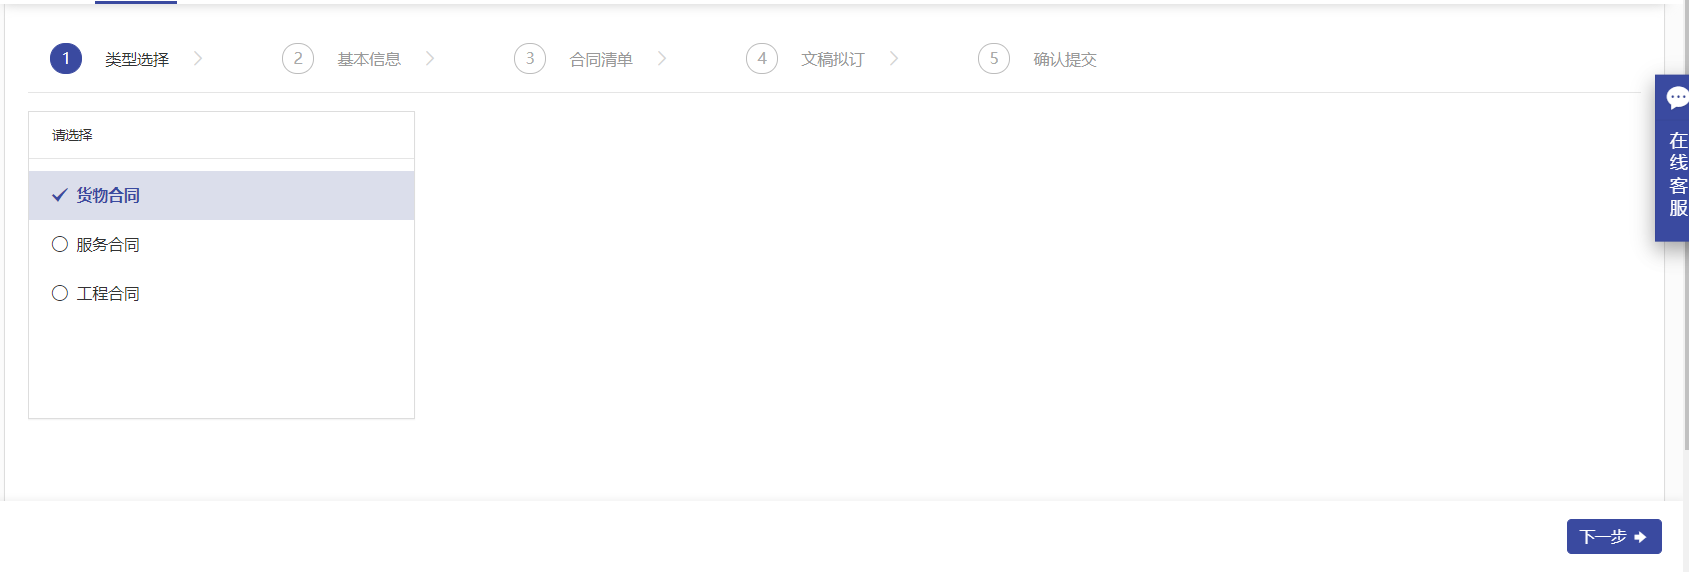 1 类型选择 2 基本信息 3 合同清单 4 文稿拟订 5 确认提交
请选择
货物合同
服务合同
工程合同
在线客服
下一步